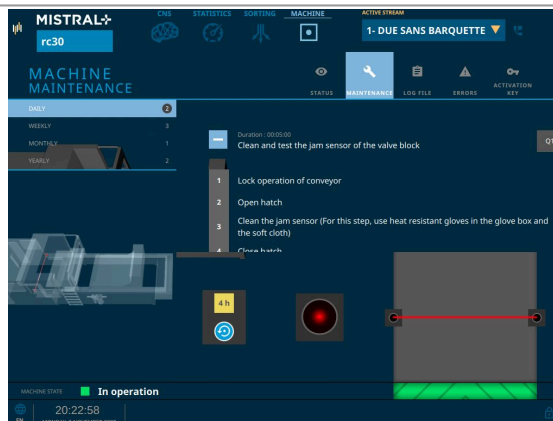 MISTRAL+
rc30
CNS
STATISTICS
SORTING
MACHINE
ACTIVE STREAM
1- DUE SANS BARQUETTE
MACHINE
MAINTENANCE
STATUS
MAINTENANCE
LOG FILE
ERRORS
ACTIVATION
KEY
DAILY 2
WEEKLY 3
MONTHLY 1
YEARLY 2
Duration : 00:05:00
Clean and test the jam sensor of the valve block
Q1
1 Lock operation of conveyor
2 Open hatch
3 Clean the jam sensor (For this step, use heat resistant gloves in the glove box and
the soft cloth)
4 Close hatch
4 h
MACHINE STATE In operation
EN
20:22:58